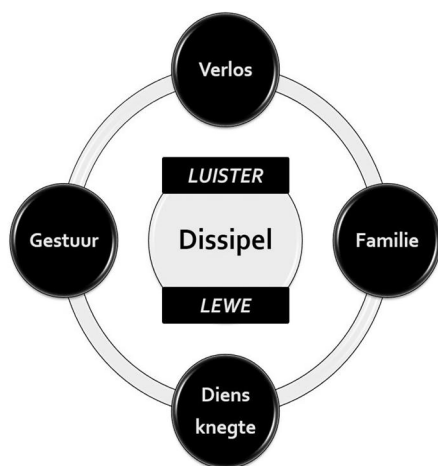 Verlos
LUISTER
Gestuur
Dissipel
Familie
LEWE
Diens
knegte